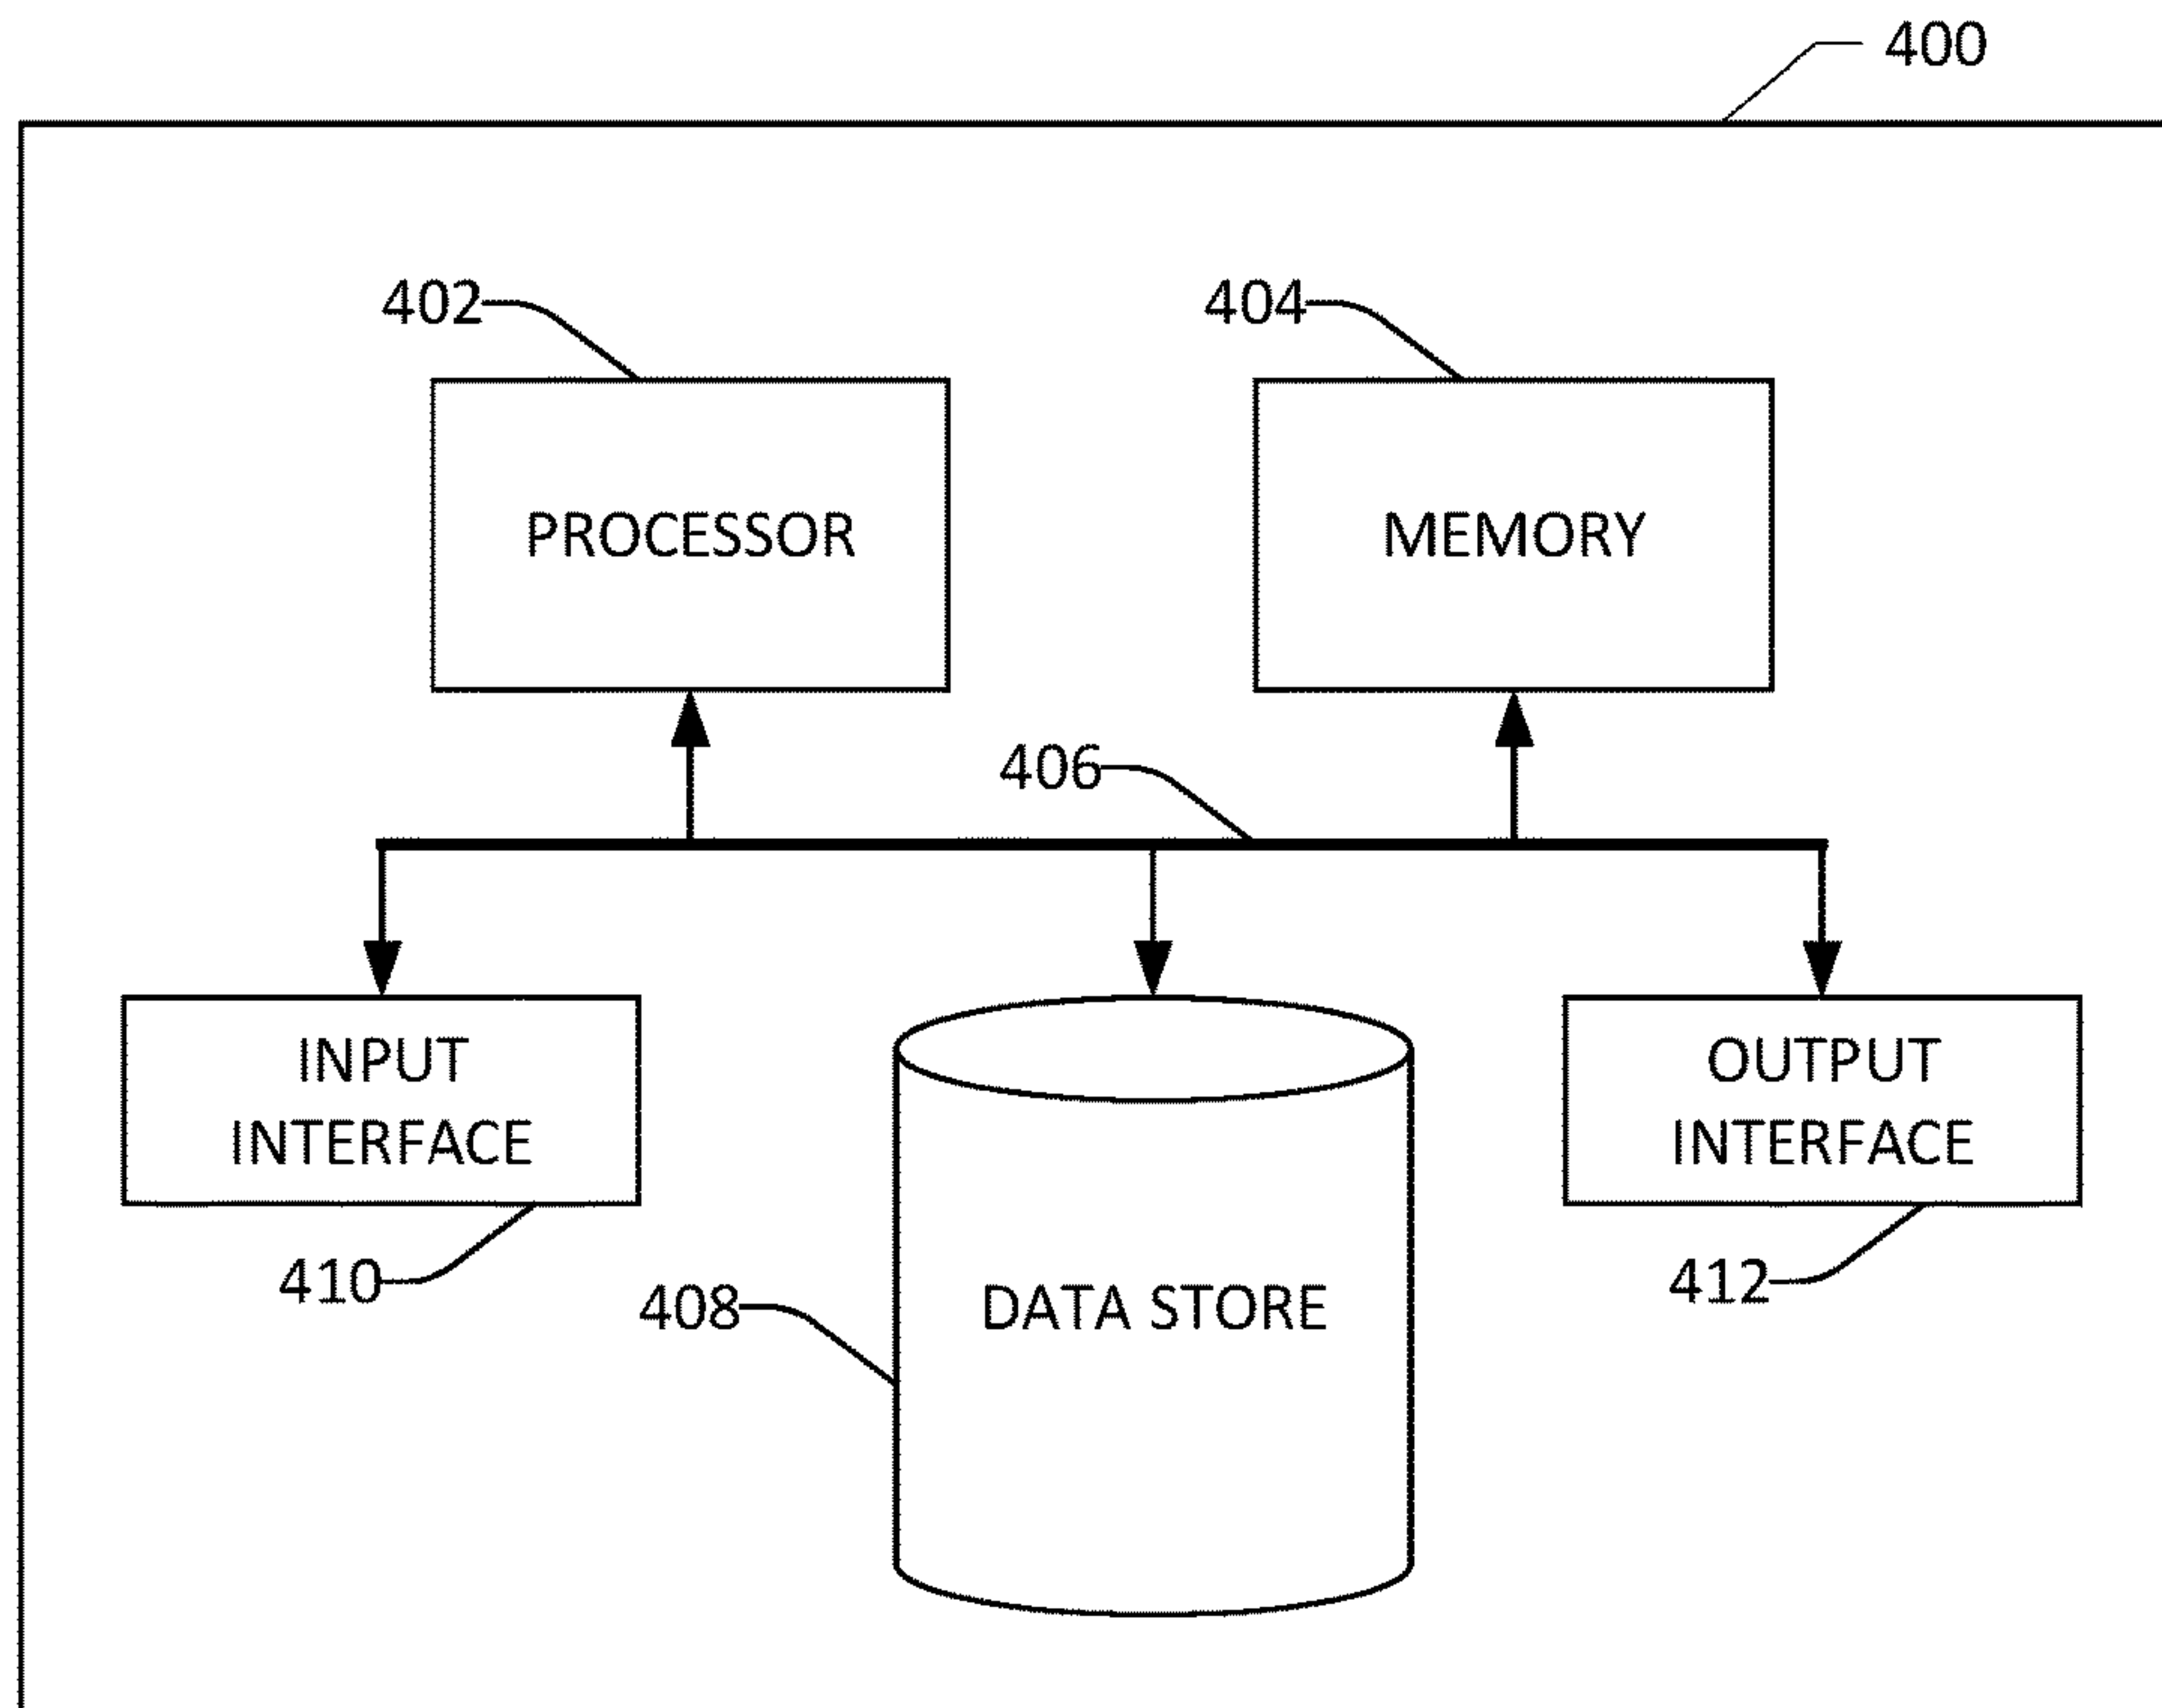 400
402
404
PROCESSOR
MEMORY
406
INPUT
INTERFACE
OUTPUT
INTERFACE
410
408
DATA STORE
412